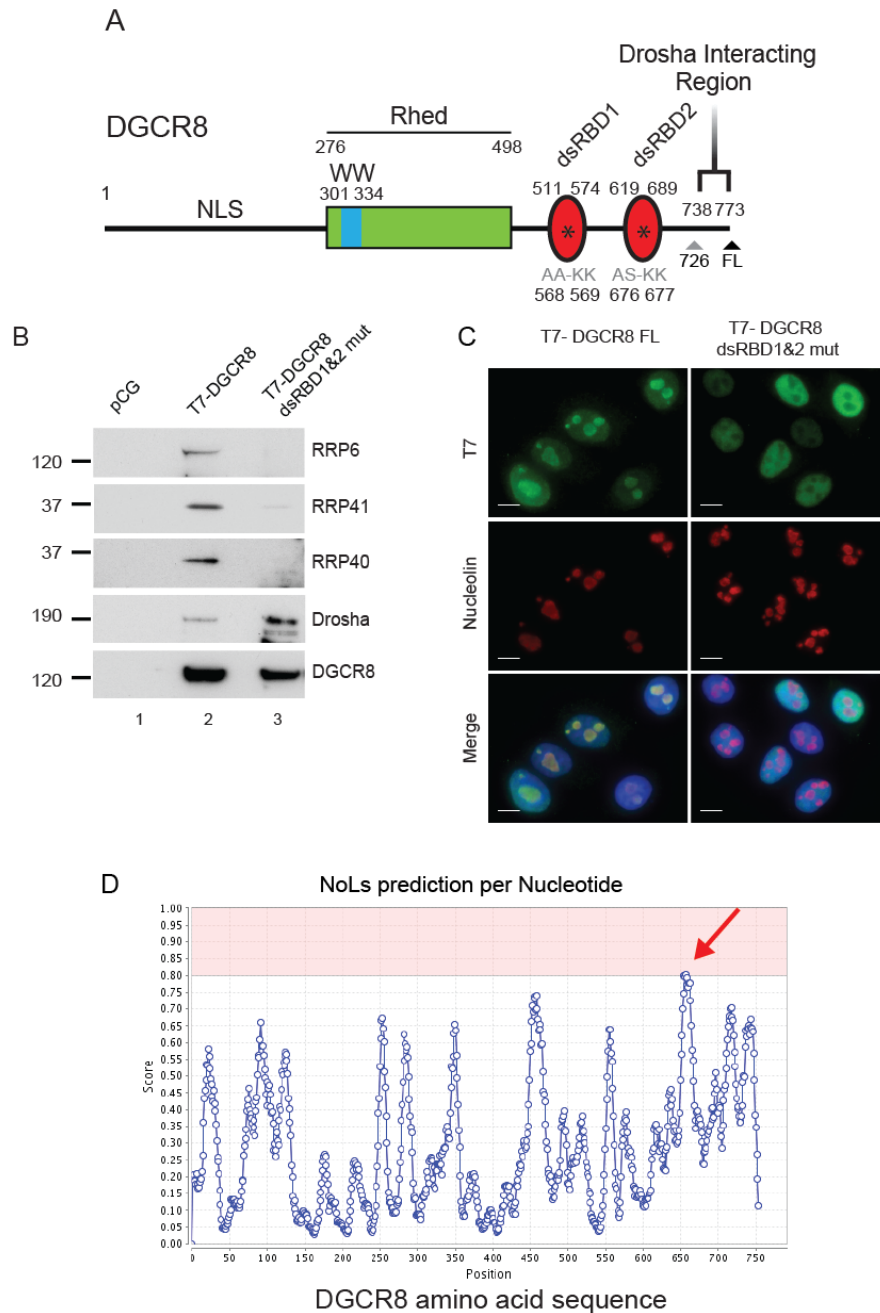 A
Drosha Interacting
Region
DGCR8
Rhed
276 498
dsRBD1 dsRBD2
WW
1
301 334
511 574 619 689
738 773
NLS
* *
AA-KK AS-KK
568 569 676 677
726 FL
B
pCG T7-DGCR8 T7-DGCR8
dsRBD1&2 mut
120 RRP6
37 RRP41
37 RRP40
190 Drosha
120 DGCR8
1 2 3
C
T7- DGCR8 FL T7- DGCR8
dsRBD1&2 mut
T7
Nucleolin
Merge
D
NoLs prediction per Nucleotide
1.00
0.95
0.90
0.85
0.80
0.75
0.70
0.65
0.60
0.55
0.50
0.45
0.40
0.35
0.30
0.25
0.20
0.15
0.10
0.05
0.00
Score
0 50 100 150 200 250 300 350 400 450 500 550 600 650 700 750
Position
DGCR8 amino acid sequence